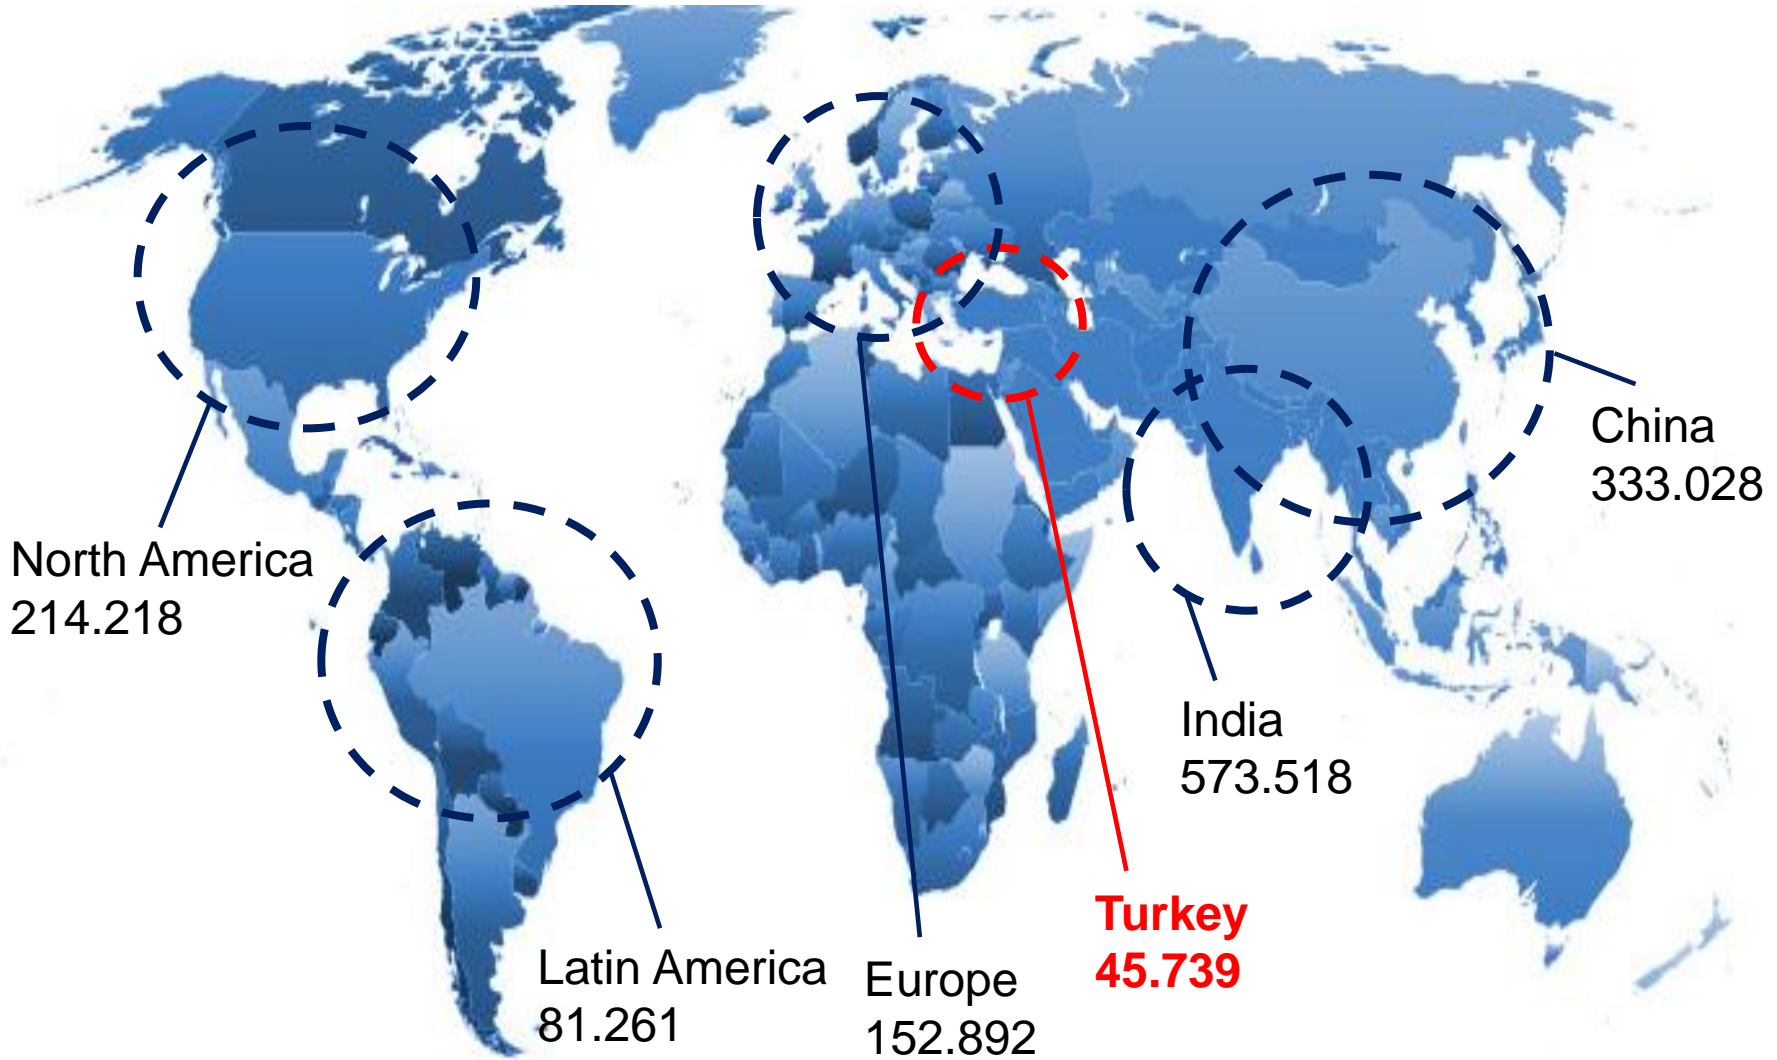 China
333.028
North America
214.218
India
573.518
Turkey
45.739
Latin America
81.261
Europe
152.892